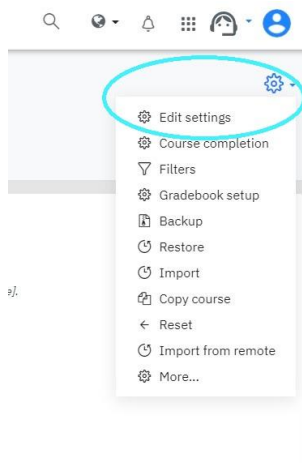 Edit settings
Course completion
Filters
Gradebook setup
Backup
e].
Restore
Import
Copy course
Reset
Import from remote
More...